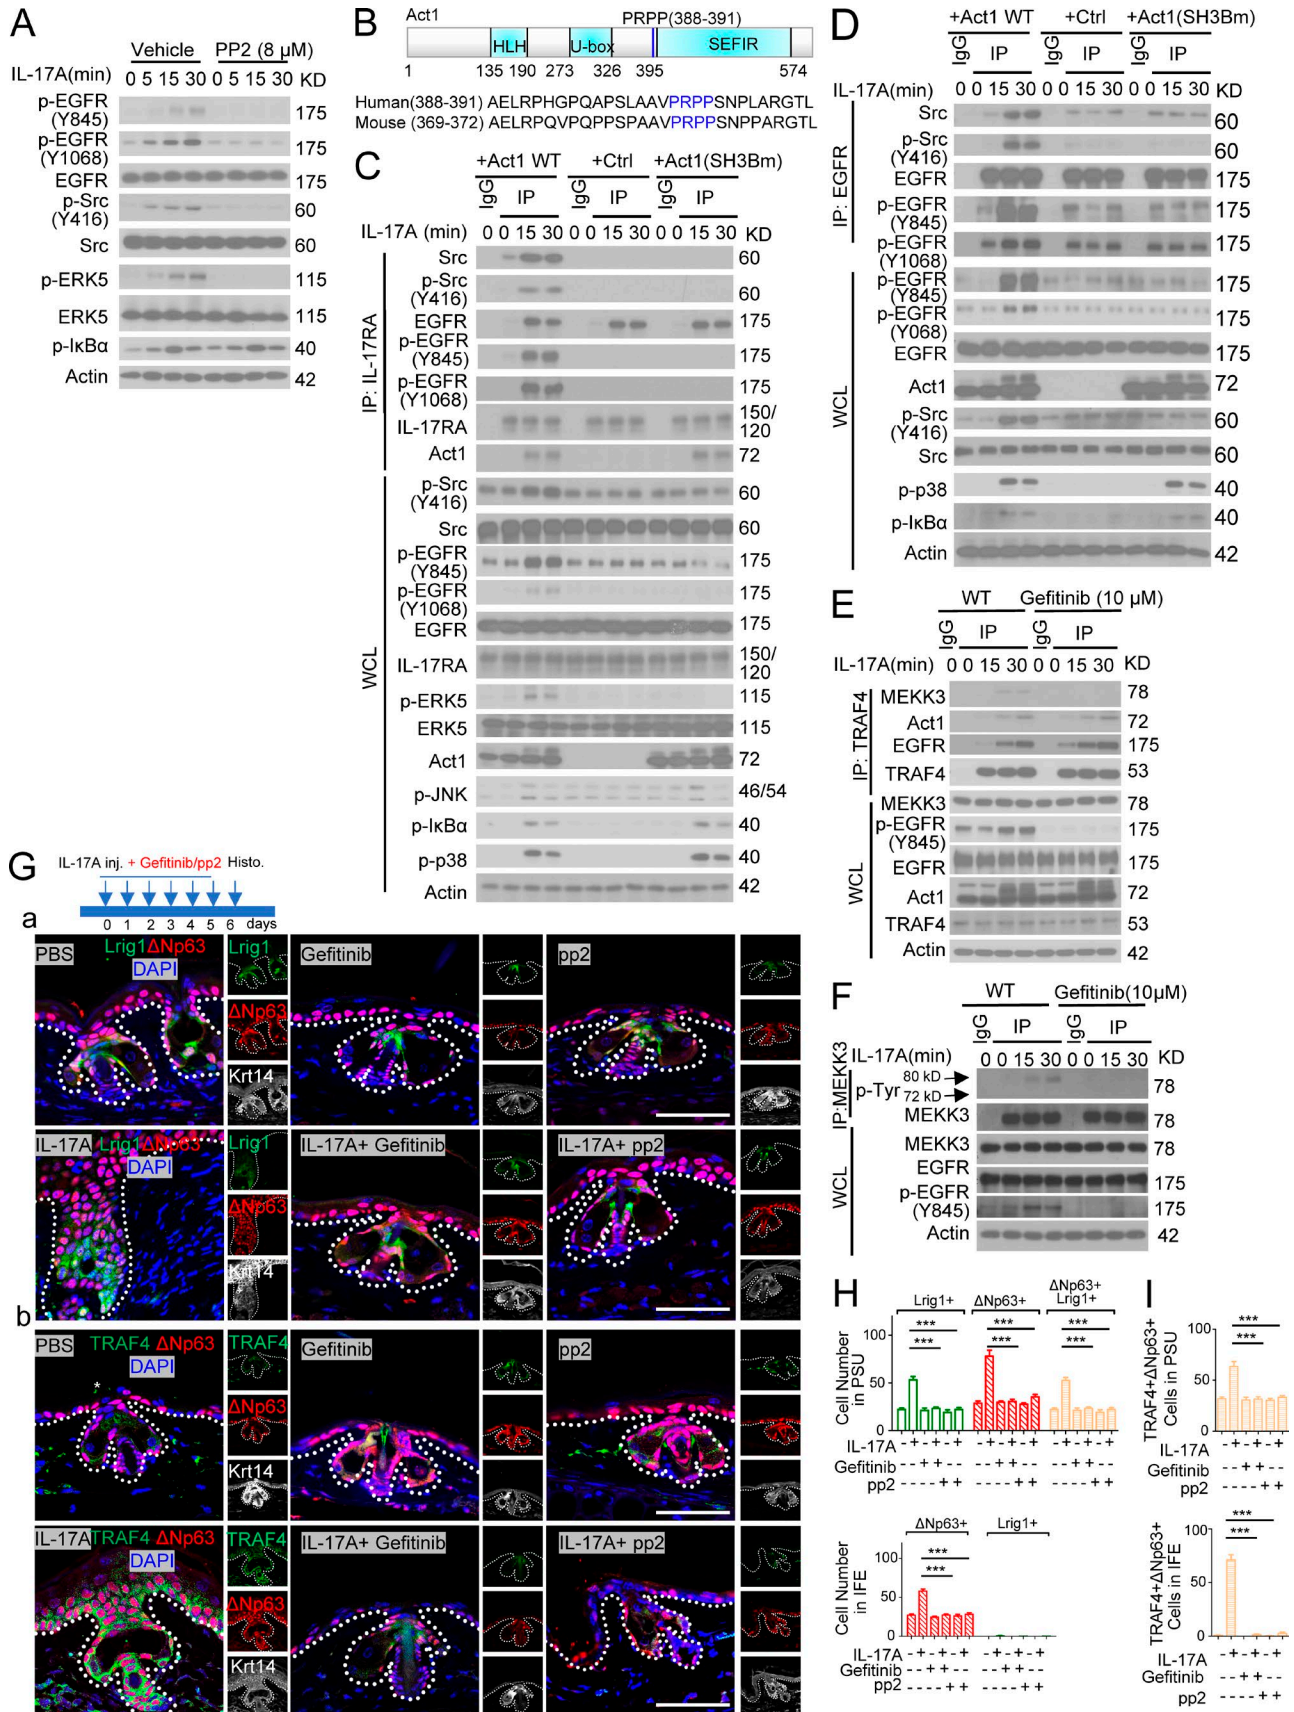 A
Vehicle PP2 (8 µM)
IL-17A(min) 0 5 15 30 0 5 15 30 KD
p-EGFR (Y845) 175
p-EGFR (Y1068) 175
EGFR 175
p-Src (Y416) 60
Src 60
p-ERK5 115
ERK5 115
p-IκBα 40
Actin 42
B
Act1 PRPP(388-391)
HLH U-box SEFIR
1 135 190 273 326 395 574
Human(388-391) AELRPHGPQAPSLAAVPRPPSNPLARGTL
Mouse (369-372) AELRPQVPQPPSPAAVPRPPSNPPARGTL
C
+Act1 WT +Ctrl +Act1(SH3Bm)
IgG IP IgG IP IgG IP
IL-17A (min) 0 0 15 30 0 0 15 30 0 0 15 30 KD
IP: IL-17RA
Src 60
p-Src (Y416) 60
EGFR 175
p-EGFR (Y845) 175
p-EGFR (Y1068) 175
IL-17RA 150/120
Act1 72
WCL
p-Src (Y416) 60
Src 60
p-EGFR (Y845) 175
p-EGFR (Y1068)
EGFR 175
IL-17RA 150/120
p-ERK5 115
ERK5 115
Act1 72
p-JNK 46/54
p-IκBα 40
p-p38 40
Actin 42
D
+Act1 WT +Ctrl +Act1(SH3Bm)
IgG IP IgG IP IgG IP
IL-17A(min) 0 0 15 30 0 0 15 30 0 0 15 30 KD
IP: EGFR
Src 60
p-Src (Y416) 60
EGFR 175
p-EGFR (Y845) 175
p-EGFR (Y1068) 175
WCL
p-EGFR (Y845) 175
p-EGFR (Y068)
EGFR 175
Act1 72
p-Src (Y416) 60
Src 60
p-p38 40
p-IκBα 40
Actin 42
E
WT Gefitinib (10 µM)
IgG IP IgG IP
IL-17A(min) 0 0 15 30 0 0 15 30 KD
IP: TRAF4
MEKK3 78
Act1 72
EGFR 175
TRAF4 53
WCL
MEKK3 78
p-EGFR (Y845) 175
EGFR 175
Act1 72
TRAF4 53
Actin 42
F
WT Gefitinib(10µM)
IgG IP IgG IP
IL-17A(min) 0 0 15 30 0 0 15 30 KD
IP:MEKK3
p-Tyr 80 kD 72 kD 78
MEKK3 78
WCL
MEKK3 78
EGFR 175
p-EGFR (Y845) 175
Actin 42
G
IL-17A inj. + Gefitinib/pp2 Histo.
0 1 2 3 4 5 6 days
a
PBS Lrig1 ΔNp63 DAPI
Lrig1
ΔNp63
Krt14
Gefitinib
pp2
IL-17A Lrig1 ΔNp63 DAPI
Lrig1
ΔNp63
Krt14
IL-17A+ Gefitinib
IL-17A+ pp2
b
PBS TRAF4 ΔNp63 DAPI
*
TRAF4
ΔNp63
Krt14
Gefitinib
pp2
IL-17A TRAF4 ΔNp63 DAPI
TRAF4
ΔNp63
Krt14
IL-17A+ Gefitinib
IL-17A+ pp2
H
Lrig1+ ΔNp63+ ΔNp63+ Lrig1+
*** *** ***
*** *** ***
Cell Number in PSU
100
50
0
IL-17A - + - + - + - + - + - + - + - + - +
Gefitinib - - + + - - - - + + - - - - + + - -
pp2 - - - - + + - - - - + + - - - - + +
ΔNp63+ Lrig1+
***
***
Cell Number in IFE
100
50
0
IL-17A - + - + - + - + - + - +
Gefitinib - - + + - - - - + + - -
pp2 - - - - + + - - - - + +
I
***
***
TRAF4+ΔNp63+ Cells in PSU
100
50
0
IL-17A - + - + - +
Gefitinib - - + + - -
pp2 - - - - + +
***
***
TRAF4+ΔNp63+ Cells in IFE
100
50
0
IL-17A - + - + - +
Gefitinib - - + + - -
pp2 - - - - + +